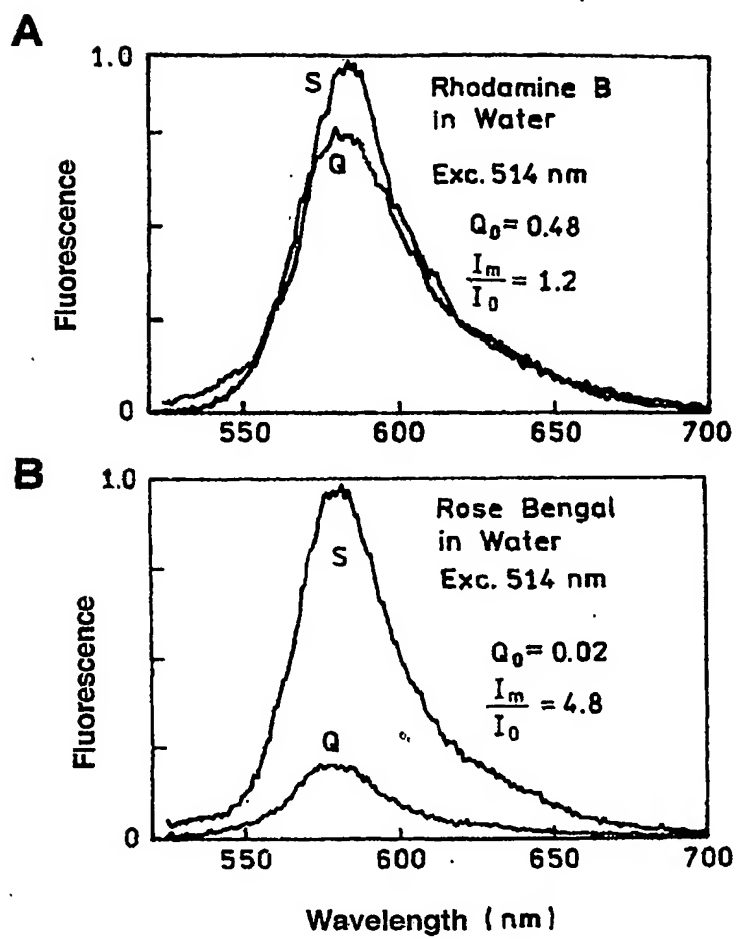 A
1.0
S
Rhodamine B
in Water
Q
Exc. 514 nm
Q0 = 0.48
Im
I0
= 1.2
Fluorescence
0
550
600
650
700
B
1.0
Rose Bengal
in Water
S
Exc. 514 nm
Q0 = 0.02
Im
I0
= 4.8
Q
Fluorescence
0
550
600
650
700
Wavelength (nm)